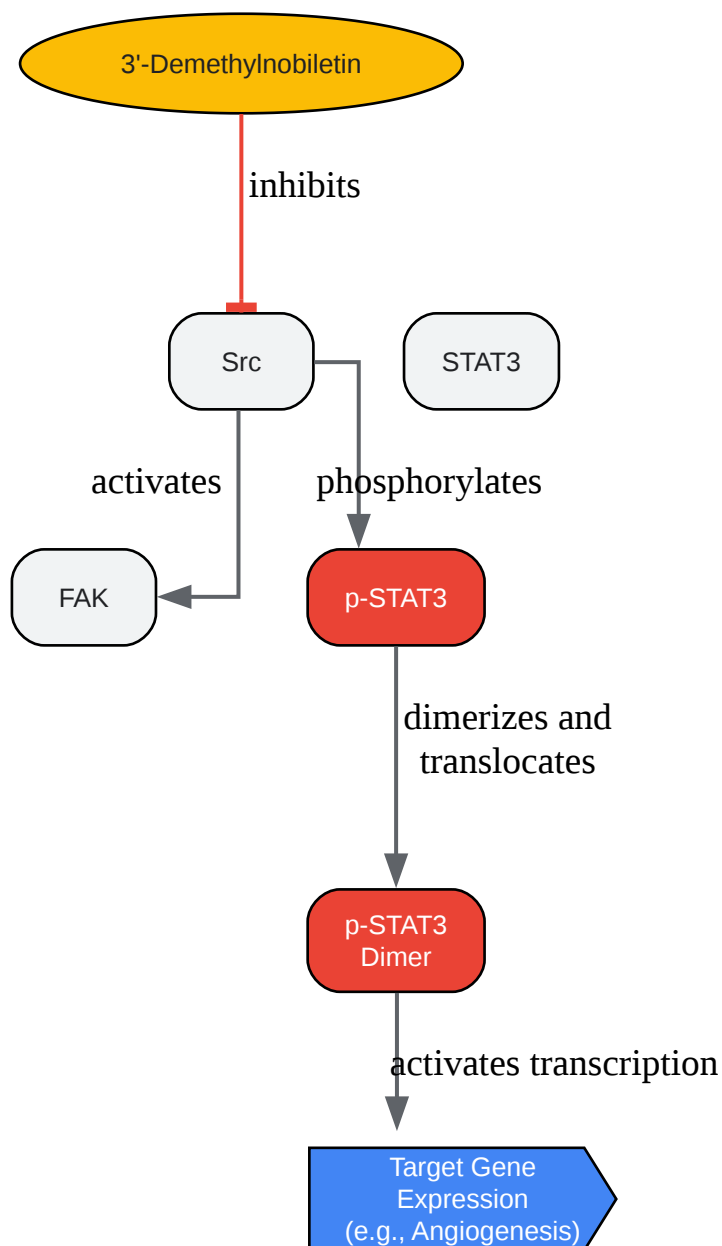 3'-Demethylnobiletin
inhibits
Src
STAT3
activates
phosphorylates
FAK
p-STAT3
dimerizes and
translocates
p-STAT3
Dimer
activates transcription
Target Gene
Expression
(e.g., Angiogenesis)